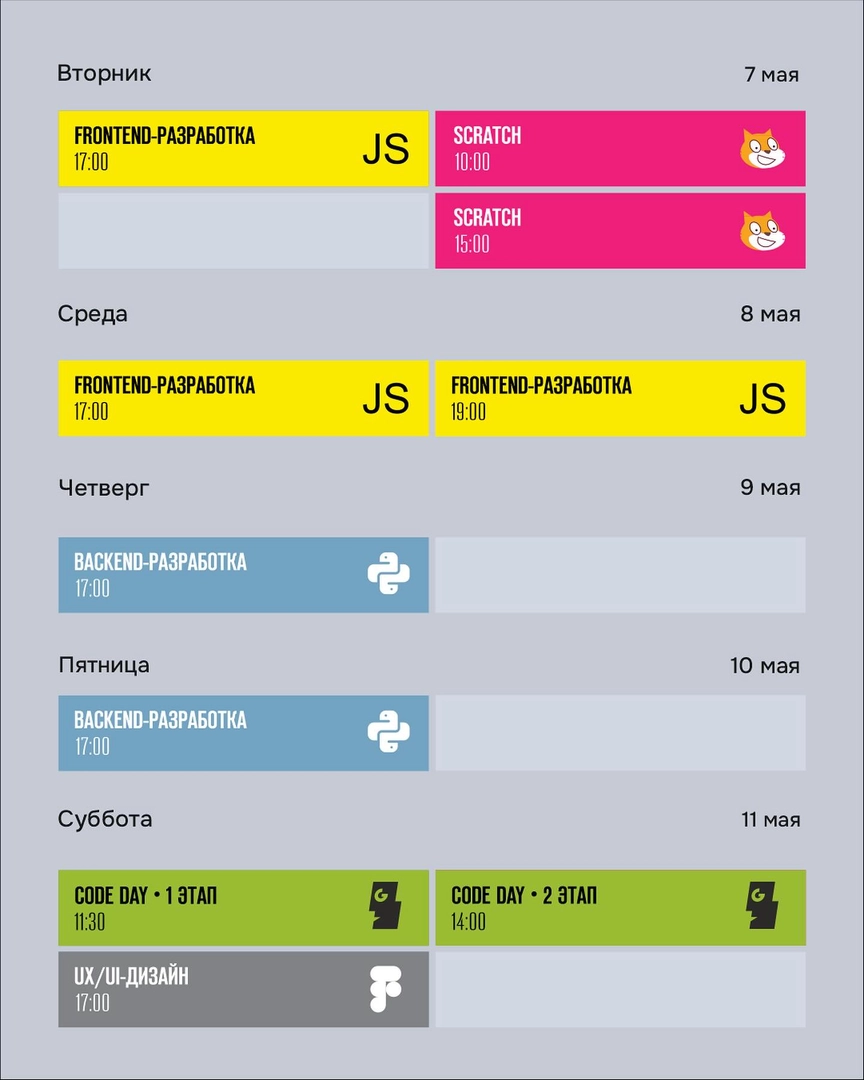 Вторник
7 мая
FRONTEND-РАЗРАБОТКА
17:00
JS
SCRATCH
10:00
SCRATCH
15:00
Среда
8 мая
FRONTEND-РАЗРАБОТКА
17:00
JS
FRONTEND-РАЗРАБОТКА
19:00
JS
Четверг
9 мая
BACKEND-РАЗРАБОТКА
17:00
Пятница
10 мая
BACKEND-РАЗРАБОТКА
17:00
Суббота
11 мая
CODE DAY • 1 ЭТАП
11:30
G
CODE DAY • 2 ЭТАП
14:00
G
UX/UI-ДИЗАЙН
17:00